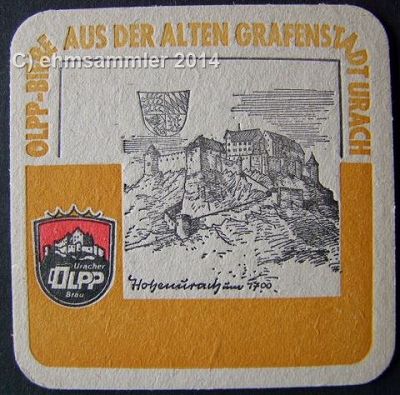 OLPP-BIERE AUS DER ALTEN GRAFENSTADT URACH
C) ehmsammler 2014
Uracher
OLPP
Bräu
Hohenurach um 1700